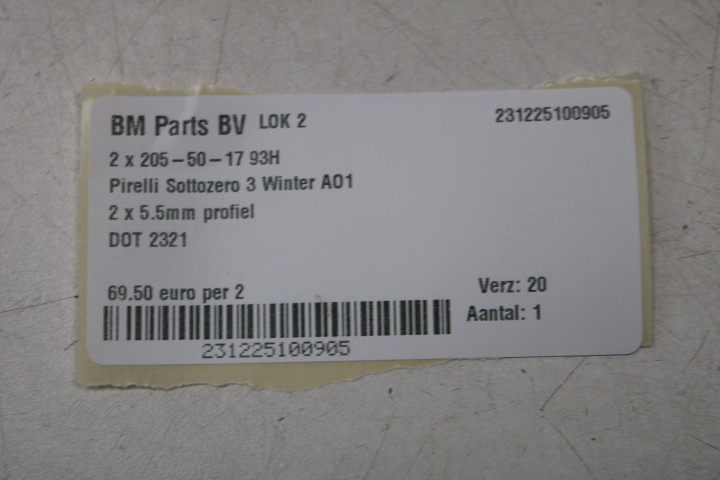 BM Parts BV LOK 2 231225100905
2 x 205-50-17 93H
Pirelli Sottozero 3 Winter AO1
2 x 5.5mm profiel
DOT 2321
69.50 euro per 2 Verz: 20
Aantal: 1
231225100905